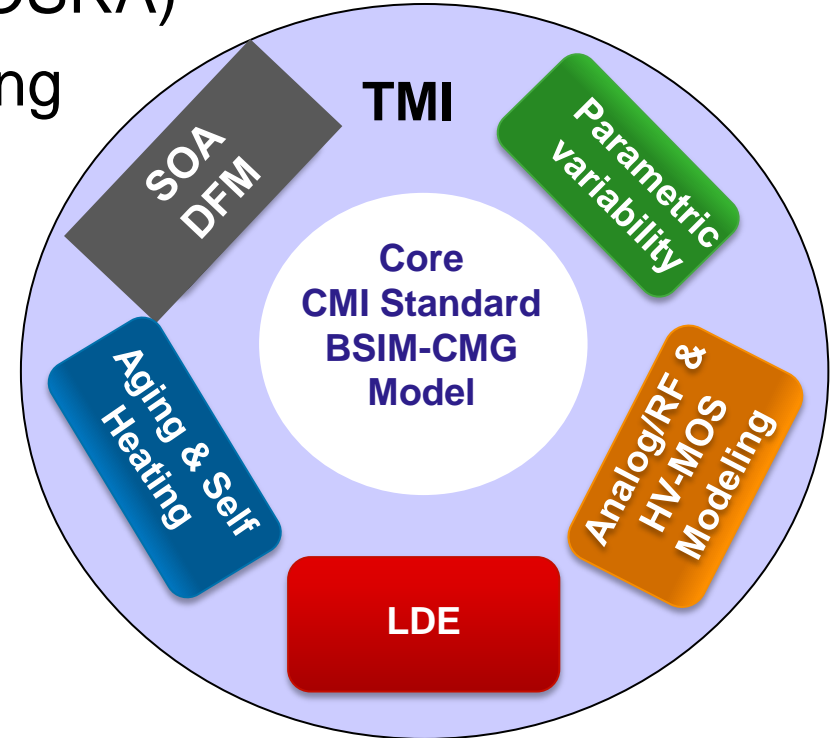 TMI
SOA
DFM
Parametric
variability
Core
CMI Standard
BSIM-CMG
Model
Aging & Self
Heating
Analog/RF &
HV-MOS
Modeling
LDE